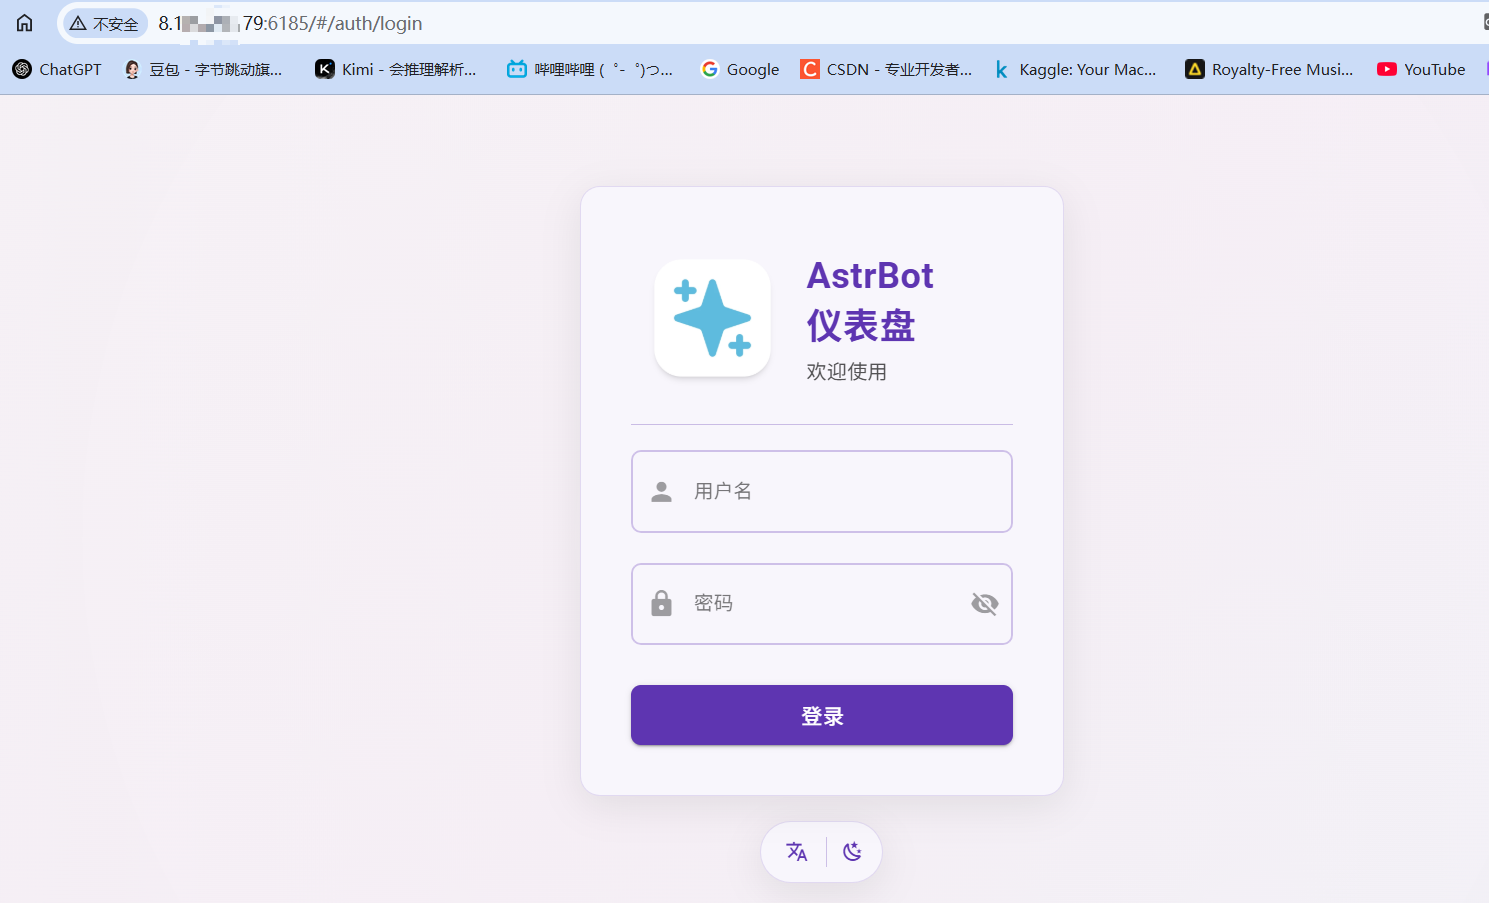 不安全 8.1 79:6185/#/auth/login
ChatGPT 豆包 - 字节跳动旗... Kimi - 会推理解析... 哔哩哔哩 ( ゜- ゜)つ... Google CSDN - 专业开发者... Kaggle: Your Mac... Royalty-Free Musi... YouTube
AstrBot
仪表盘
欢迎使用
用户名
密码
登录